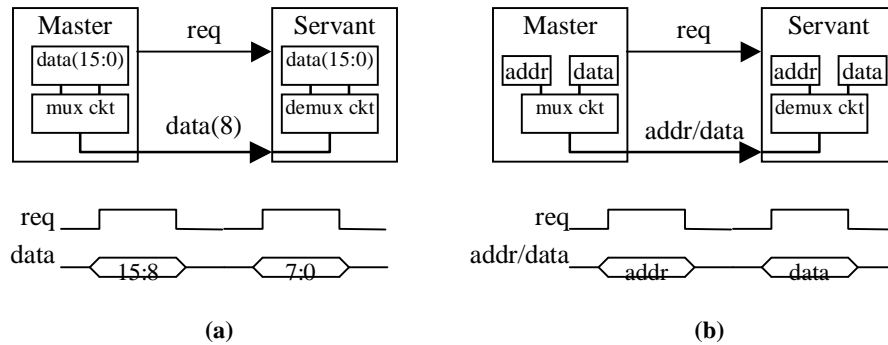 Master
req
Servant
data(15:0)
data(15:0)
mux ckt
demux ckt
data(8)
req
data
15:8
7:0
(a)
Master
req
Servant
addr
data
addr
data
mux ckt
demux ckt
addr/data
req
addr/data
addr
data
(b)